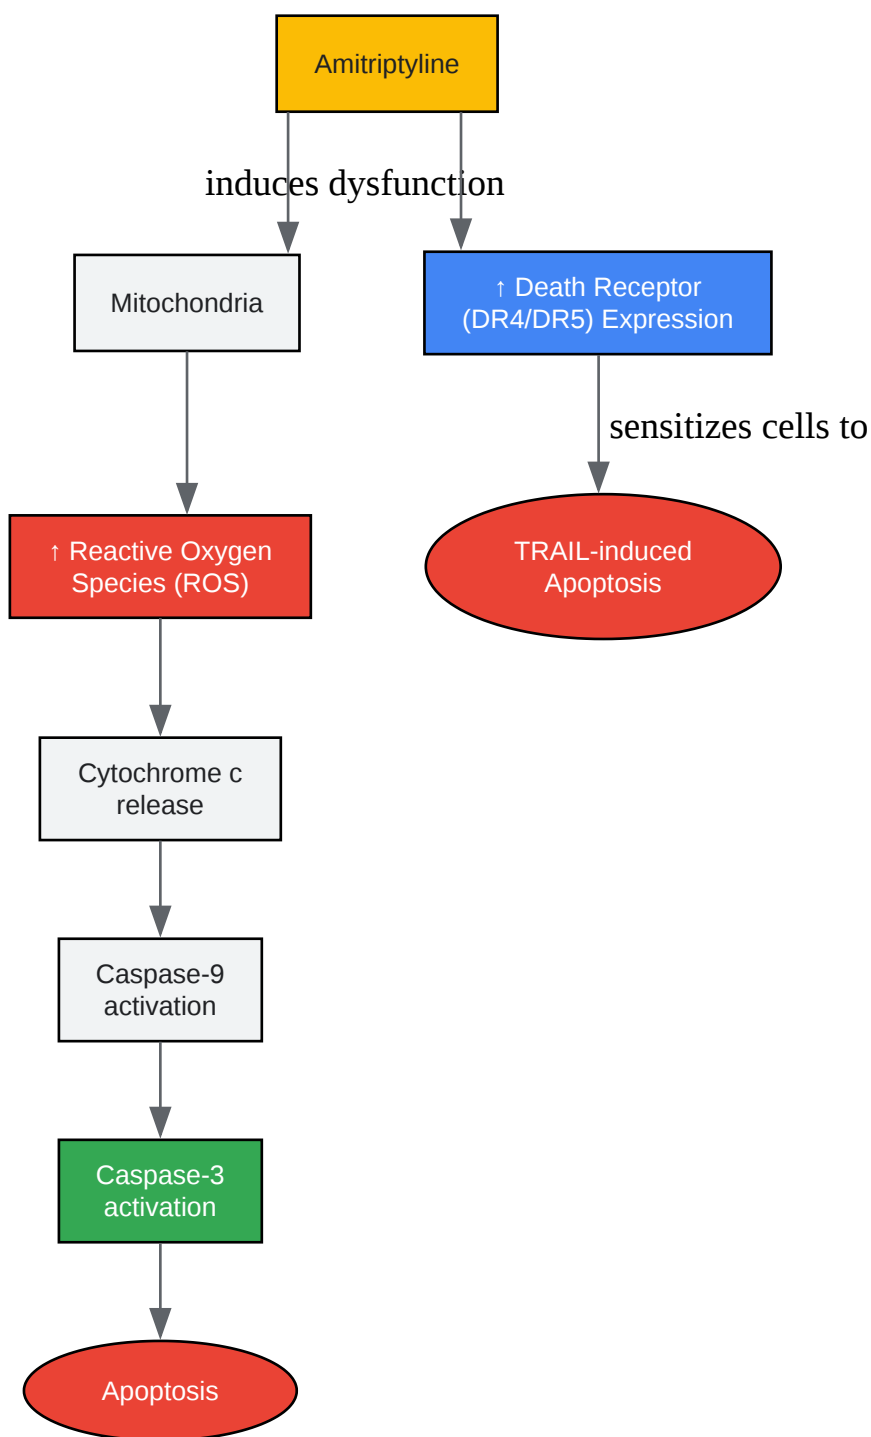 Amitriptyline
induces dysfunction
Mitochondria
↑ Death Receptor
(DR4/DR5) Expression
sensitizes cells to
↑ Reactive Oxygen
Species (ROS)
TRAIL-induced
Apoptosis
Cytochrome c
release
Caspase-9
activation
Caspase-3
activation
Apoptosis